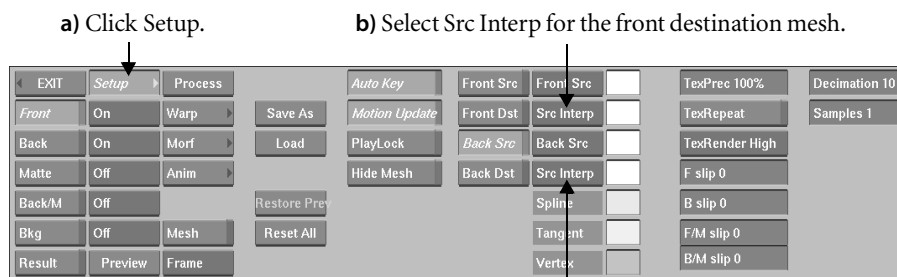 a) Click Setup.
b) Select Src Interp for the front destination mesh.
EXIT Setup Process Auto Key Front Src Front Src TexPrec 100% Decimation 10
Front On Warp Save As Motion Update Front Dst Src Interp TexRepeat Samples 1
Back On Morf Load PlayLock Back Src Back Src TexRender High
Matte Off Anim Hide Mesh Back Dst Src Interp F slip 0
Back/M Off Restore Prev Spline B slip 0
Bkg Off Mesh Reset All Tangent F/M slip 0
Result Preview Frame Vertex B/M slip 0